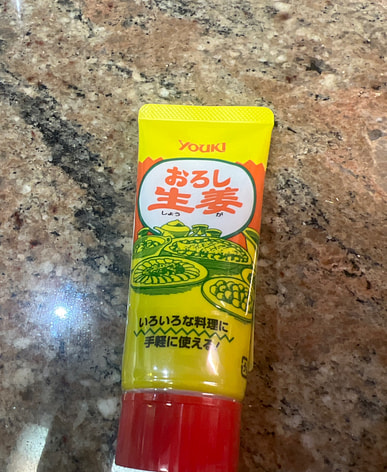 youki
おろし
生姜
しょう が
いろいろな料理に
手軽に使える!